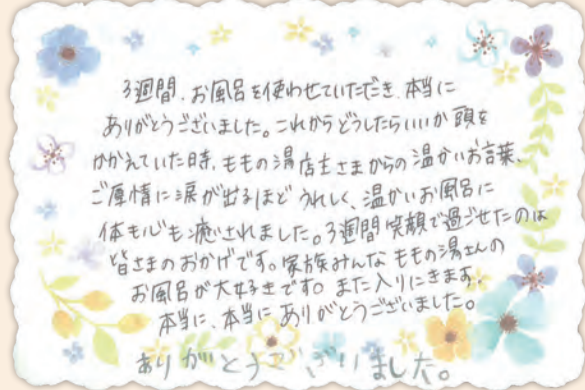 3週間、お風呂を使わせていただき、本当に
ありがとうございました。これからどうしたらいいか 頭を
かかえていた時、ももの湯店主さまからの温かいお言葉、
ご厚情に涙が出るほど うれしく、温かいお風呂に
体も心も癒されました。3週間 笑顔で過ごせたのは
皆さまのおかげです。家族みんな ももの湯さんの
お風呂が大好きです。また入りにきます。
本当に、本当に ありがとうございました。
ありがとうございました。